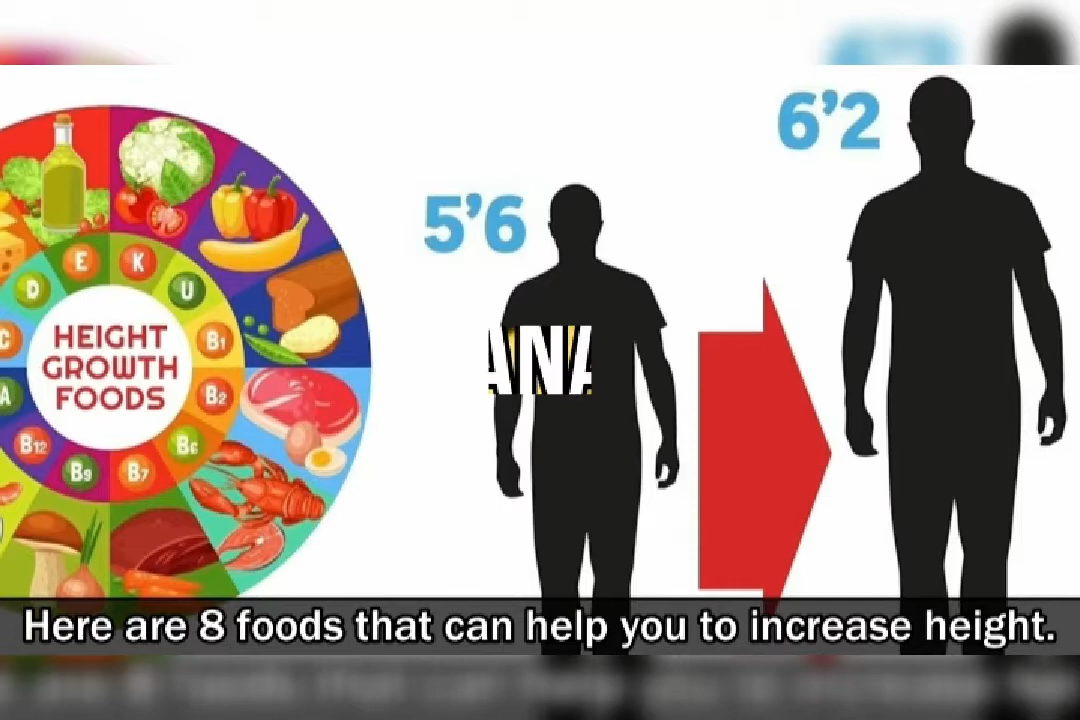 6'2
5'6
E
K
D
U
C
B1
HEIGHT
GROWTH
FOODS
A
B2
B12
B6
B9
B7
ANA
Here are 8 foods that can help you to increase height.